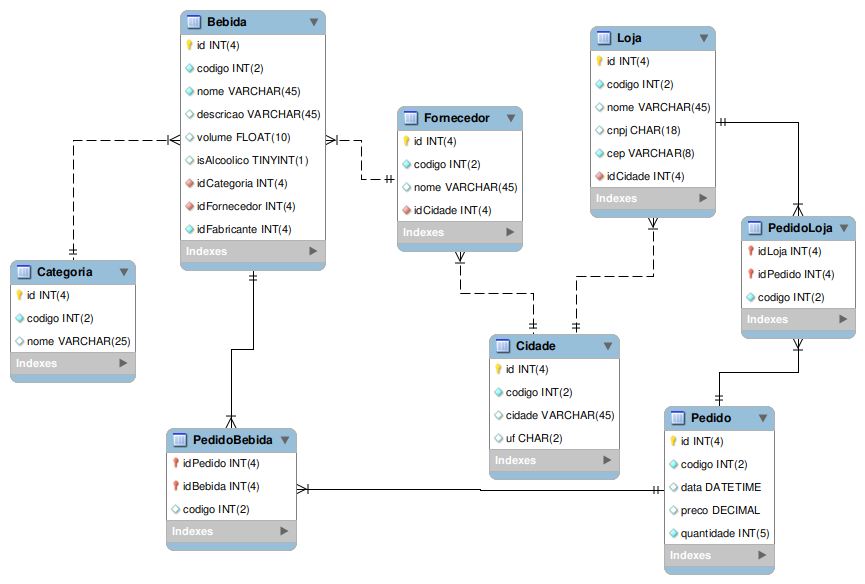 Bebida
id INT(4)
codigo INT(2)
nome VARCHAR(45)
descricao VARCHAR(45)
volume FLOAT(10)
isAlcoolico TINYINT(1)
idCategoria INT(4)
idFornecedor INT(4)
idFabricante INT(4)
Indexes
Fornecedor
id INT(4)
codigo INT(2)
nome VARCHAR(45)
idCidade INT(4)
Indexes
Loja
id INT(4)
codigo INT(2)
nome VARCHAR(45)
cnpj CHAR(18)
cep VARCHAR(8)
idCidade INT(4)
Indexes
PedidoLoja
idLoja INT(4)
idPedido INT(4)
codigo INT(2)
Indexes
Categoria
id INT(4)
codigo INT(2)
nome VARCHAR(25)
Indexes
Cidade
id INT(4)
codigo INT(2)
cidade VARCHAR(45)
uf CHAR(2)
Indexes
PedidoBebida
idPedido INT(4)
idBebida INT(4)
codigo INT(2)
Indexes
Pedido
id INT(4)
codigo INT(2)
data DATETIME
preco DECIMAL
quantidade INT(5)
Indexes